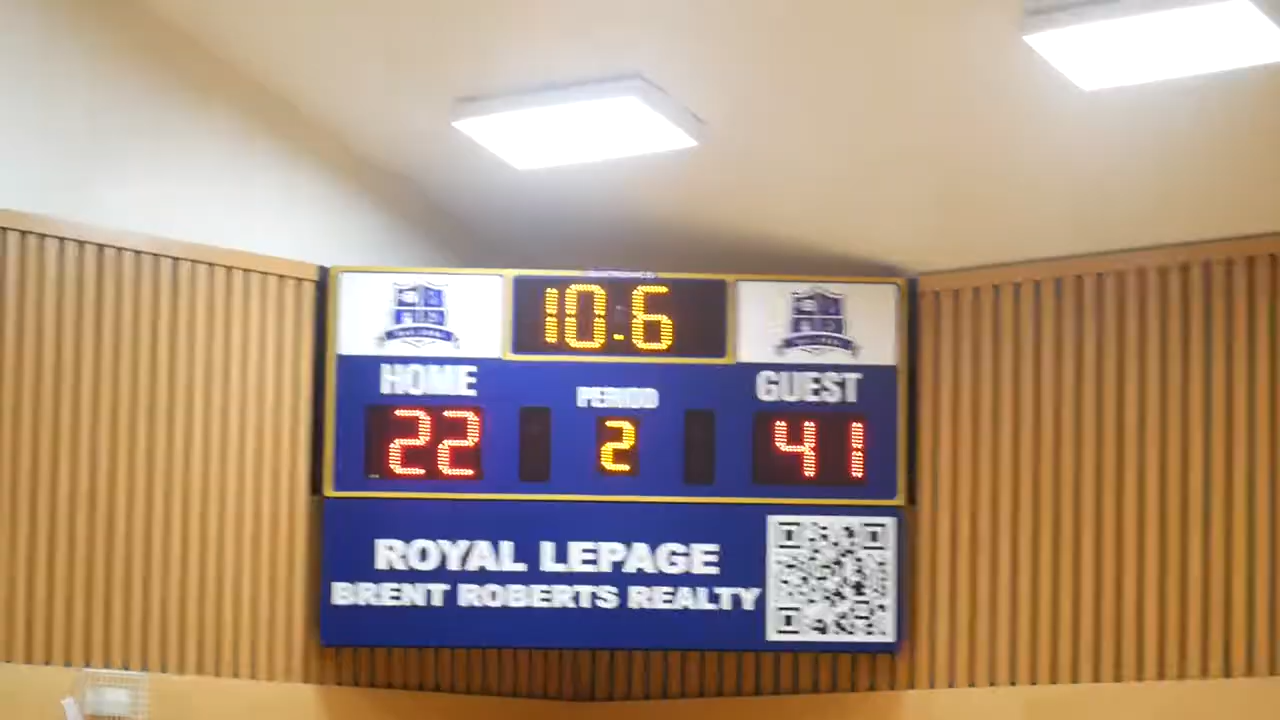 10.6
HOME
GUEST
PERIOD
22
2
41
ROYAL LEPAGE
BRENT ROBERTS REALTY